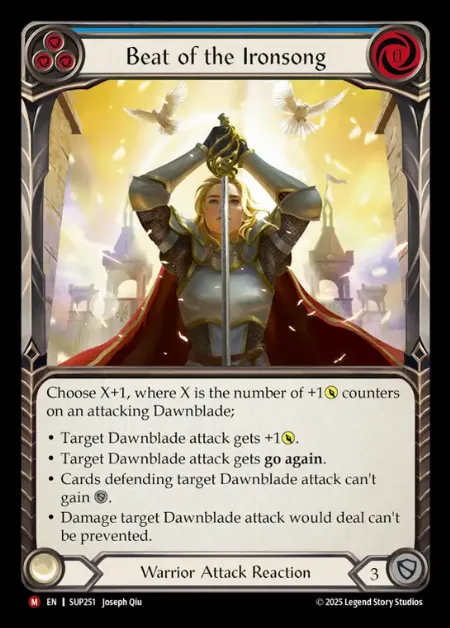 Beat of the Ironsong
0
Choose X+1, where X is the number of +1 counters
on an attacking Dawnblade;
• Target Dawnblade attack gets +1.
• Target Dawnblade attack gets go again.
• Cards defending target Dawnblade attack can't
gain.
• Damage target Dawnblade attack would deal can't
be prevented.
Warrior Attack Reaction
3
M EN | SUP251 Joseph Qiu
© 2025 Legend Story Studios